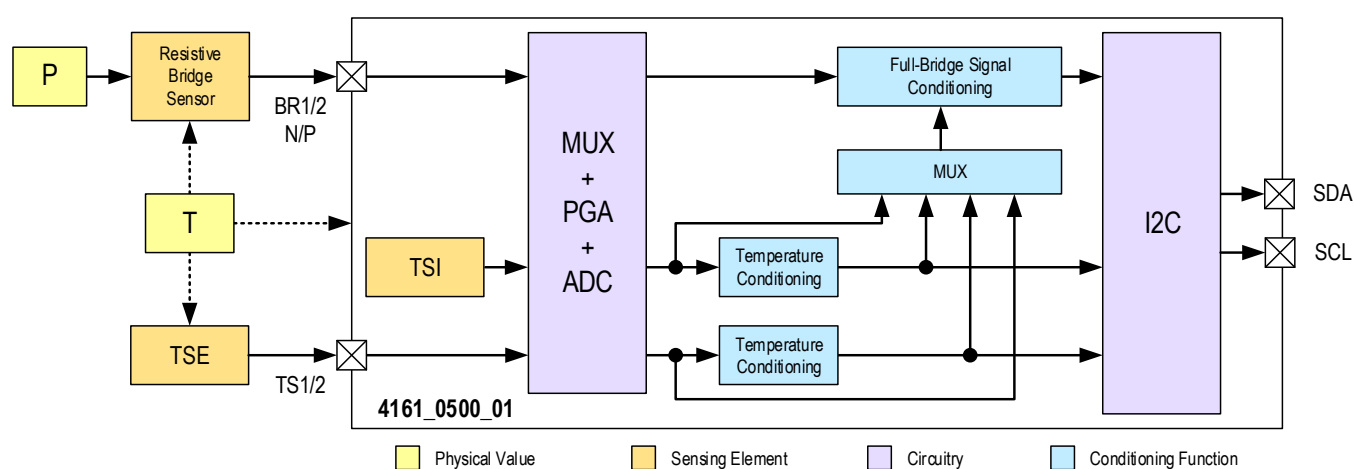 P
Resistive
Bridge
Sensor
BR1/2
N/P
T
TSE
TS1/2
TSI
MUX
+
PGA
+
ADC
Full-Bridge Signal
Conditioning
MUX
Temperature
Conditioning
Temperature
Conditioning
I2C
SDA
SCL
4161_0500_01
Physical Value
Sensing Element
Circuitry
Conditioning Function